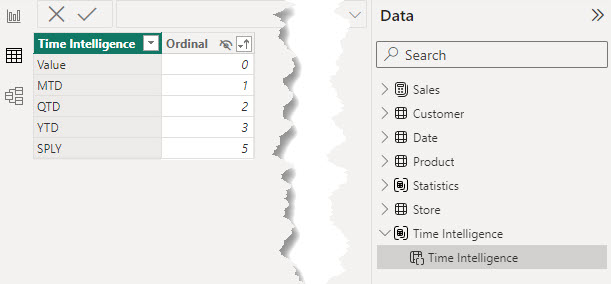 Time Intelligence Ordinal
Value 0
MTD 1
QTD 2
YTD 3
SPLY 5
Data
Search
Sales
Customer
Date
Product
Statistics
Store
Time Intelligence
Time Intelligence